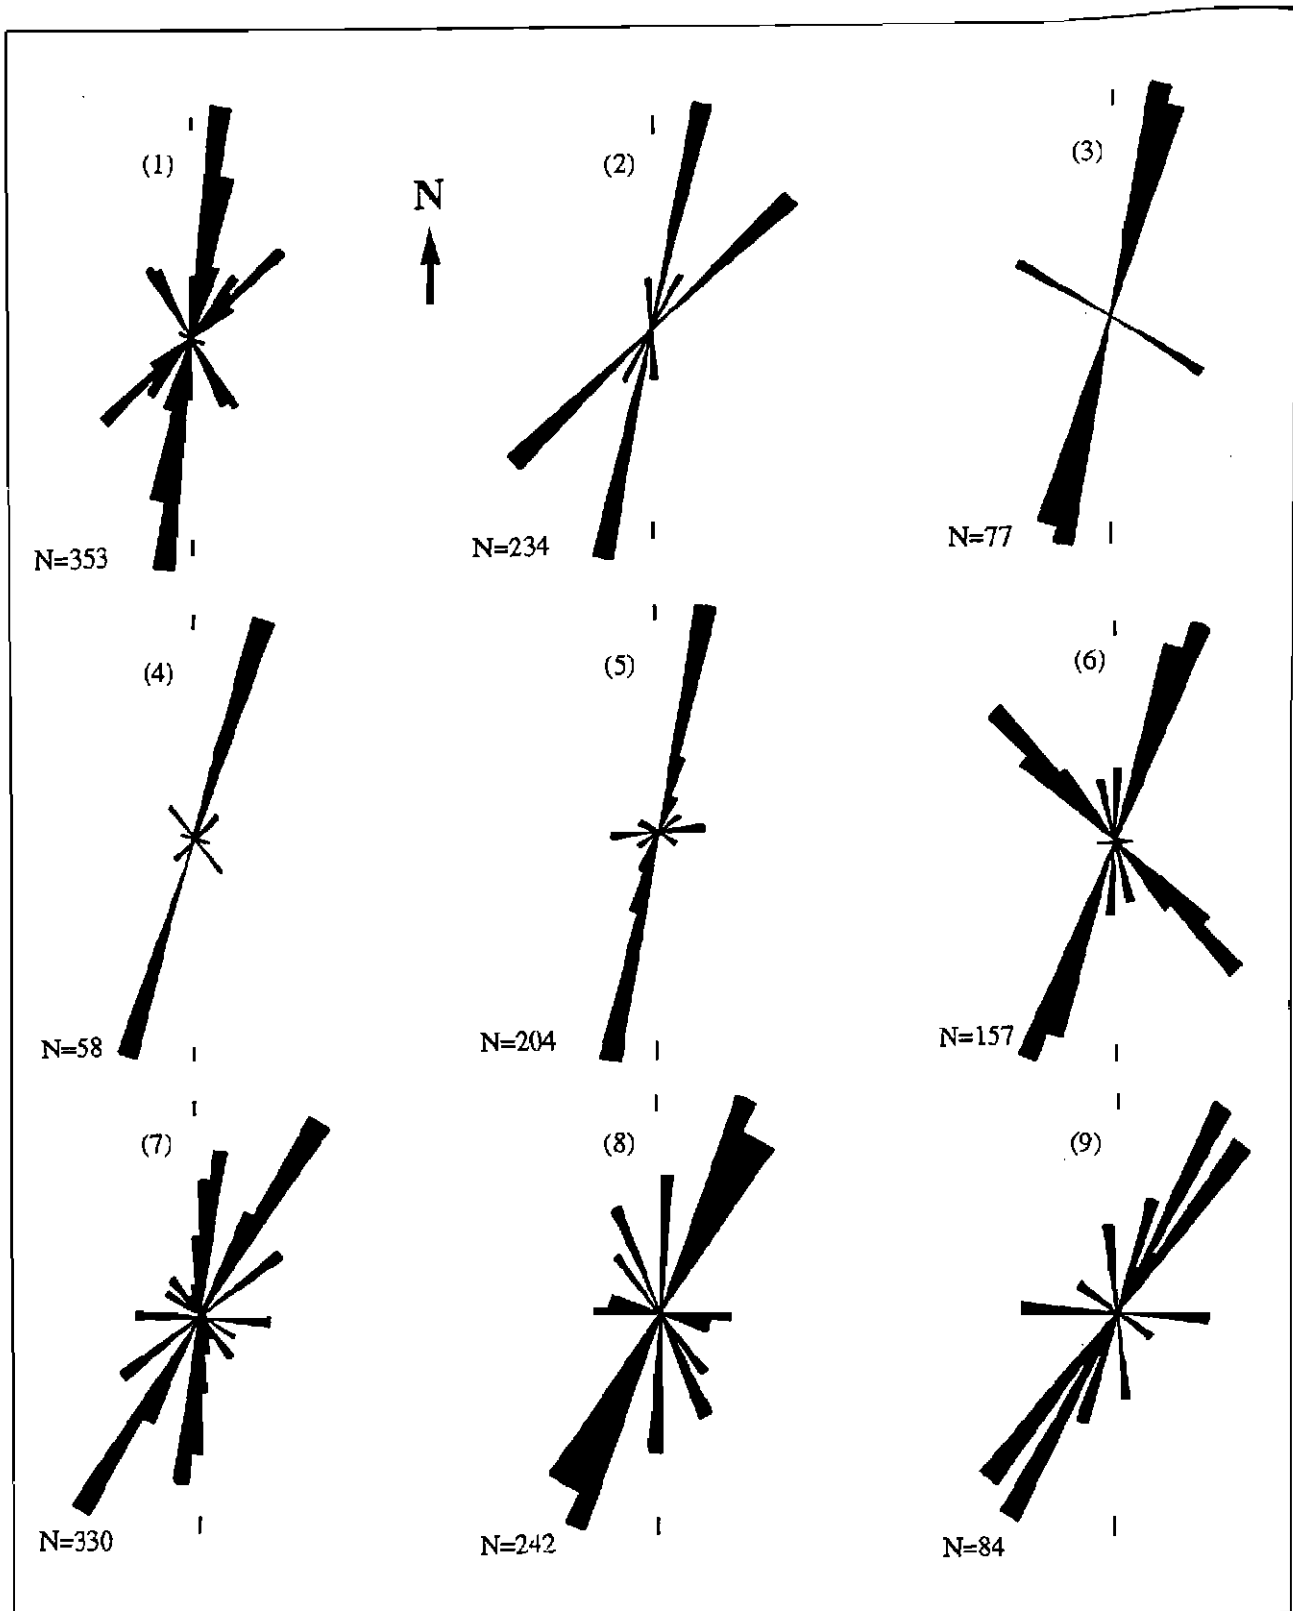 (1) (2) (3)
N
N=353 N=234 N=77
(4) (5) (6)
N=58 N=204 N=157
(7) (8) (9)
N=330 N=242 N=84